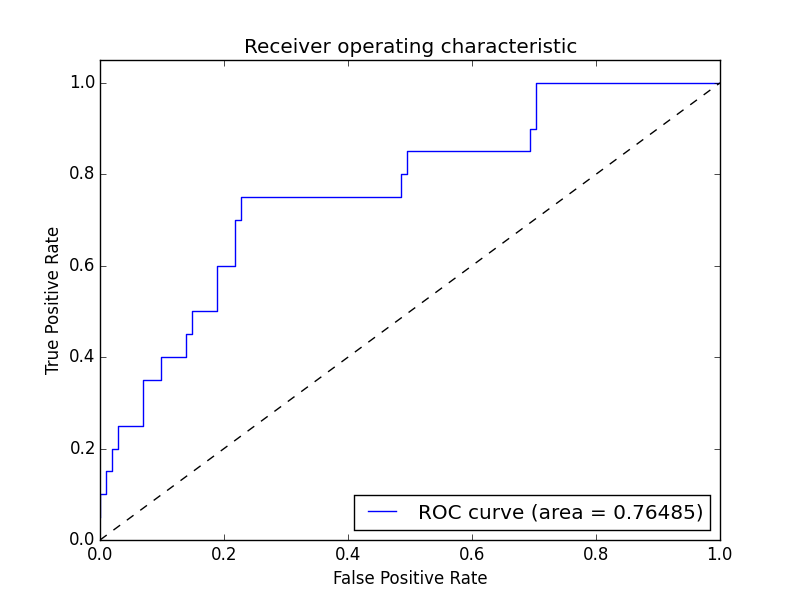 Receiver operating characteristic
1.0
0.8
0.6
0.4
0.2
0.0
True Positive Rate
ROC curve (area = 0.76485)
0.0 0.2 0.4 0.6 0.8 1.0
False Positive Rate